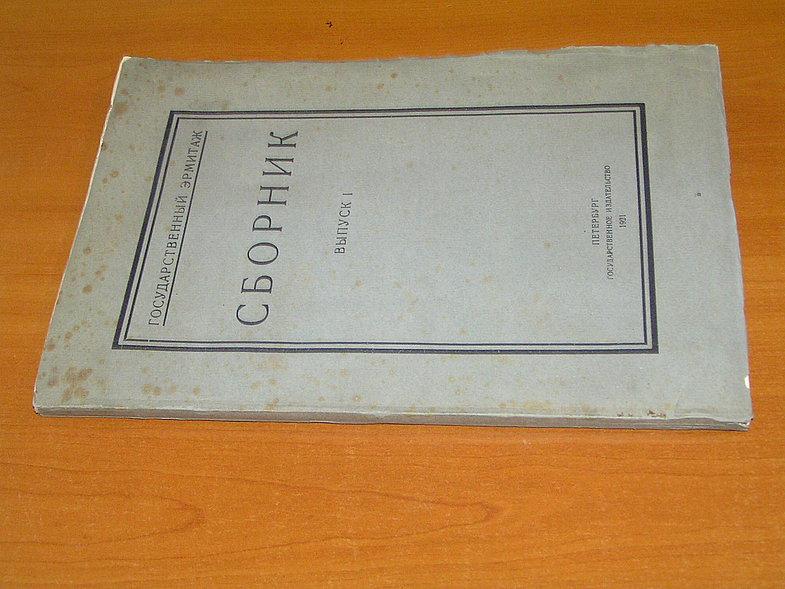 ГОСУДАРСТВЕННЫЙ ЭРМИТАЖ
СБОРНИК
ВЫПУСК I
ПЕТЕРБУРГ
ГОСУДАРСТВЕННОЕ ИЗДАТЕЛЬСТВО
1921